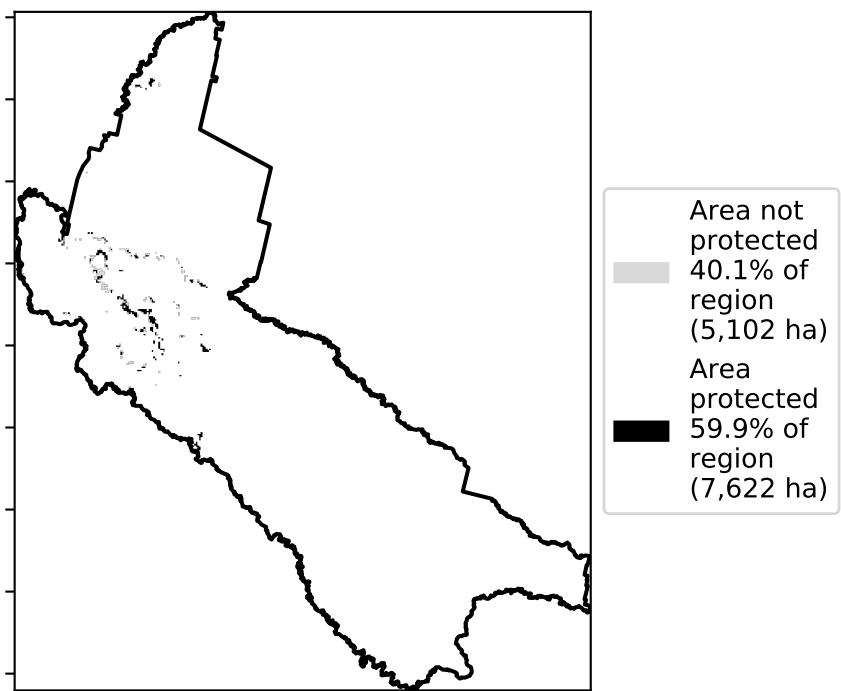 Area not
protected
40.1% of
region
(5,102 ha)
Area
protected
59.9% of
region
(7,622 ha)